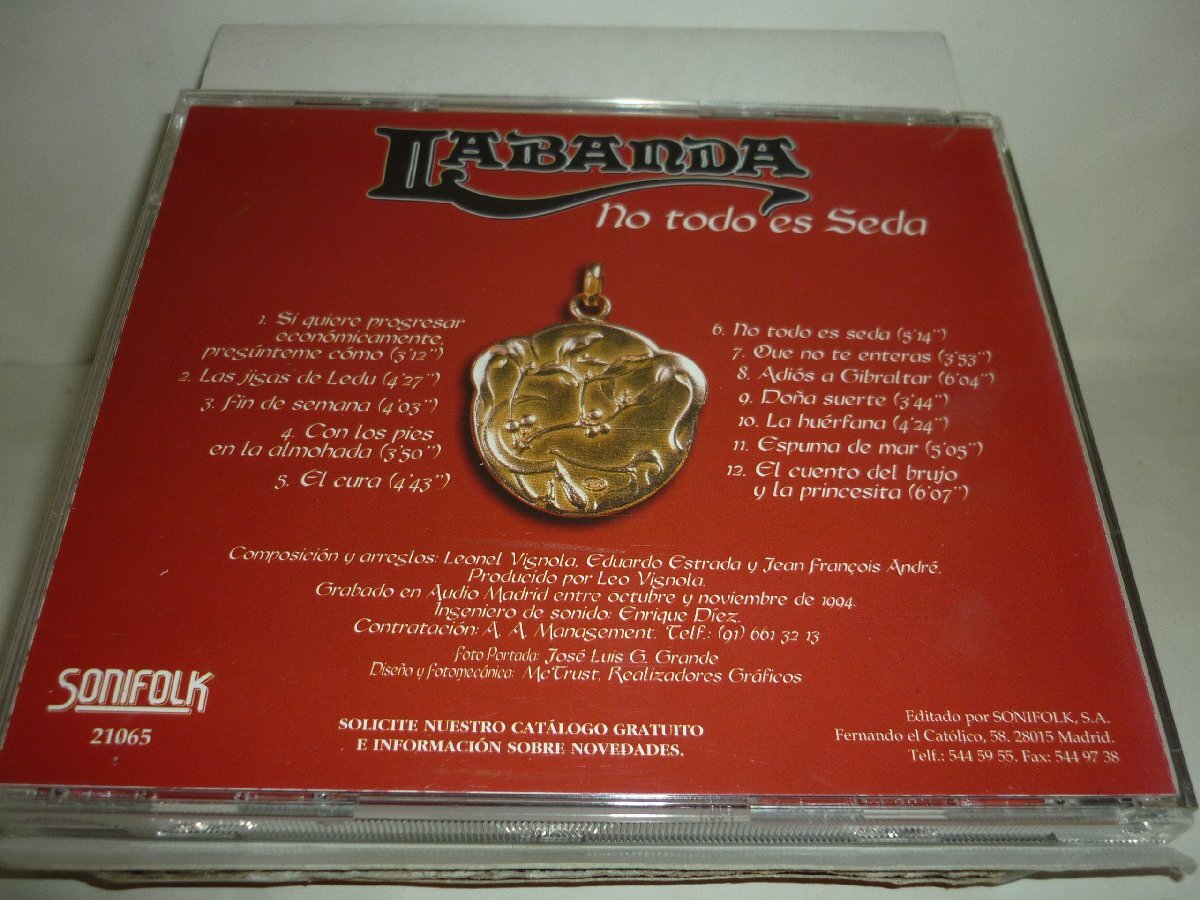 LABANDA
No todo es Seda
1. Si quiere progresar
económicamente,
pregúnteme cómo (3'12'')
2. Las jigas de Ledu (4'27'')
3. Fin de semana (4'03'')
4. Con los pies
en la almohada (3'50'')
5. El cura (4'43'')
6. No todo es seda (5'14'')
7. Que no te enteras (3'53'')
8. Adiós a Gibraltar (6'04'')
9. Doña suerte (3'44'')
10. La huérfana (4'24'')
11. Espuma de mar (5'05'')
12. El cuento del brujo
y la princesita (6'07'')
Composición y arreglos: Leonel Vignola, Eduardo Estrada y Jean François André.
Producido por Leo Vignola.
Grabado en Audio Madrid entre octubre y noviembre de 1994.
Ingeniero de sonido: Enrique Díez.
Contratación: A. A. Management. Telf.: (91) 661 32 13
Foto Portada: José Luis G. Grande
Diseño y fotomecánica: McTrust, Realizadores Gráficos
SONIFOLK
21065
SOLICITE NUESTRO CATÁLOGO GRATUITO
E INFORMACIÓN SOBRE NOVEDADES.
Editado por SONIFOLK, S.A.
Fernando el Católico, 58. 28015 Madrid.
Telf.: 544 59 55. Fax: 544 97 38